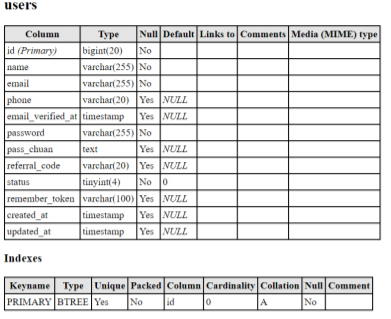 users
Column Type Null Default Links to Comments Media (MIME) type
id (Primary) bigint(20) No
name varchar(255) No
email varchar(255) No
phone varchar(20) Yes NULL
email_verified_at timestamp Yes NULL
password varchar(255) No
pass_chuan text Yes NULL
referral_code varchar(20) Yes NULL
status tinyint(4) No 0
remember_token varchar(100) Yes NULL
created_at timestamp Yes NULL
updated_at timestamp Yes NULL
Indexes
Keyname Type Unique Packed Column Cardinality Collation Null Comment
PRIMARY BTREE Yes No id 0 A No